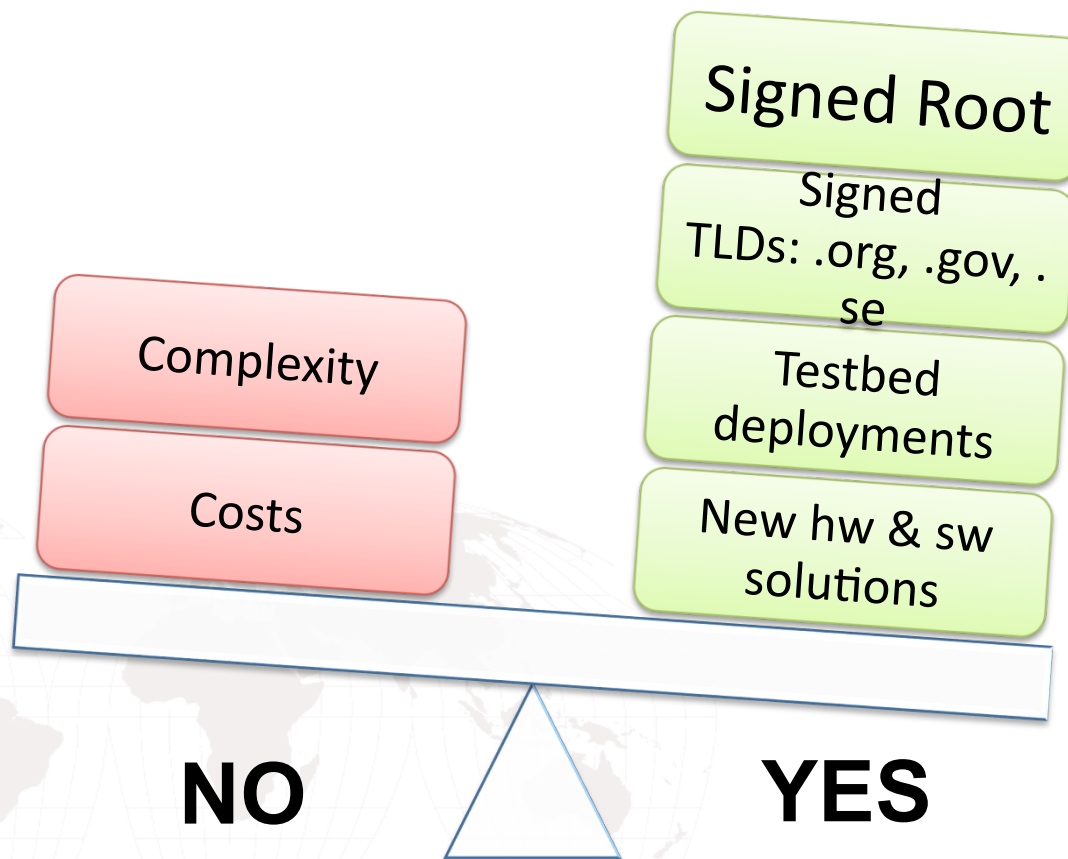 Complexity
Costs
NO
Signed Root
Signed
TLDs: .org, .gov, .
se
Testbed
deployments
New hw & sw
solutions
YES